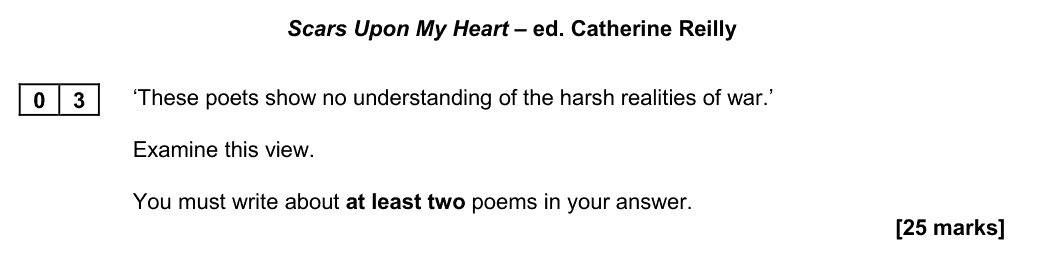 Scars Upon My Heart – ed. Catherine Reilly
0 3 ‘These poets show no understanding of the harsh realities of war.’
Examine this view.
You must write about at least two poems in your answer.
[25 marks]